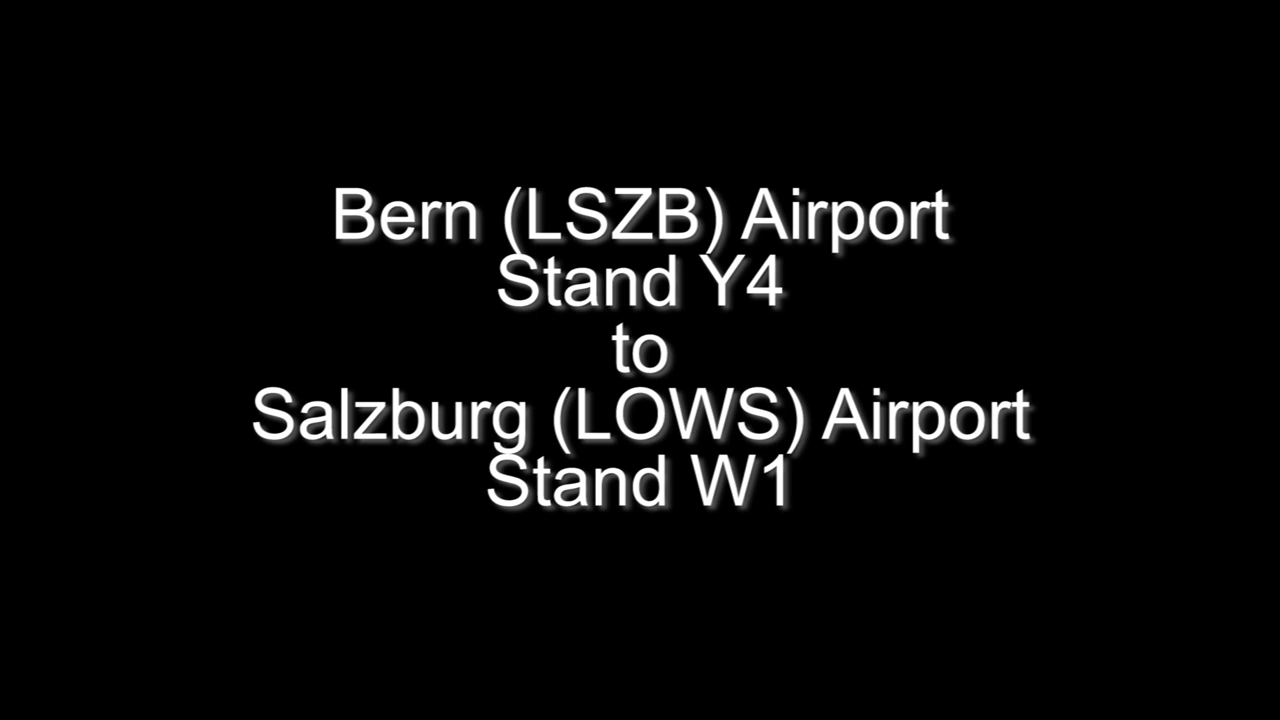 Bern (LSZB) Airport
Stand Y4
to
Salzburg (LOWS) Airport
Stand W1